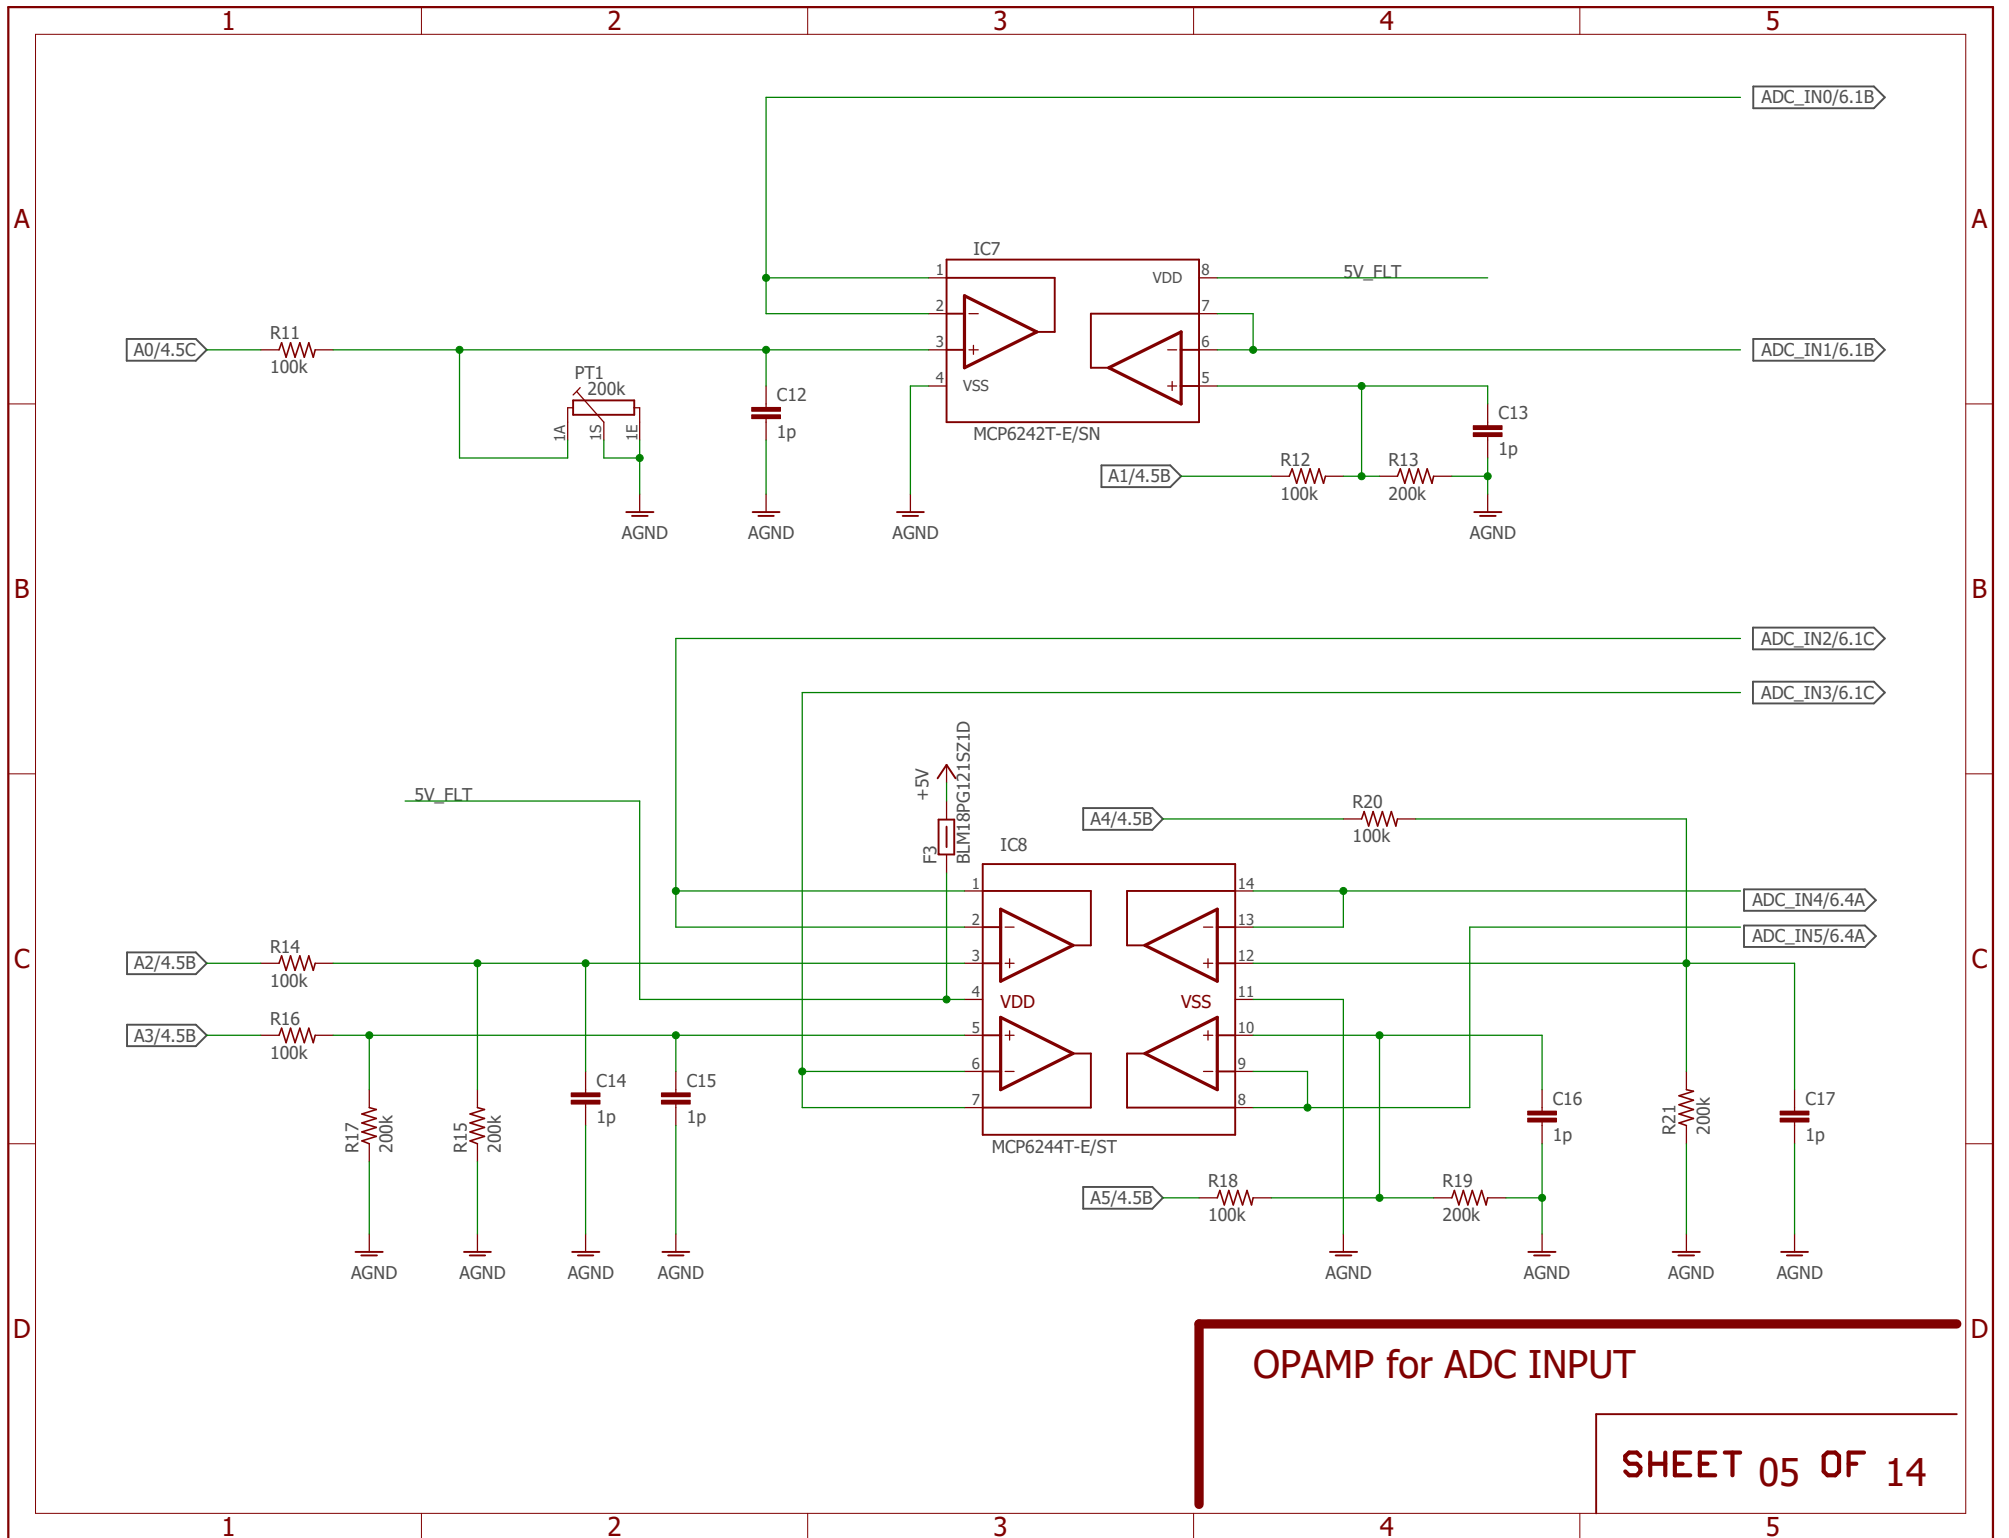 1 2 3 4 5
ADC_IN0/6.1B
A A
IC7
1 VDD 8 5V_FLT
2 − 7
A0/4.5C R11 3 + − 6 ADC_IN1/6.1B
100k
PT1 4 VSS + 5
200k
1A 1S 1E
C12
1p
C13
1p
MCP6242T-E/SN
A1/4.5B R12 R13
100k 200k
AGND AGND AGND AGND
B B
ADC_IN2/6.1C
ADC_IN3/6.1C
+5V
F3
BLM18PG121SZ1D
5V_FLT
A4/4.5B R20
100k
IC8
1 14 ADC_IN4/6.4A
2 − − 13 ADC_IN5/6.4A
C C
A2/4.5B R14 3 + + 12
100k
4 VDD VSS 11
A3/4.5B R16 5 + + 10
100k
6 − − 9
7 8
R17
200k
R15
200k
C14
1p
C15
1p
C16
1p
R21
200k
C17
1p
MCP6244T-E/ST
A5/4.5B R18 R19
100k 200k
AGND AGND AGND AGND AGND AGND AGND AGND
D D
OPAMP for ADC INPUT
SHEET 05 OF 14
1 2 3 4 5